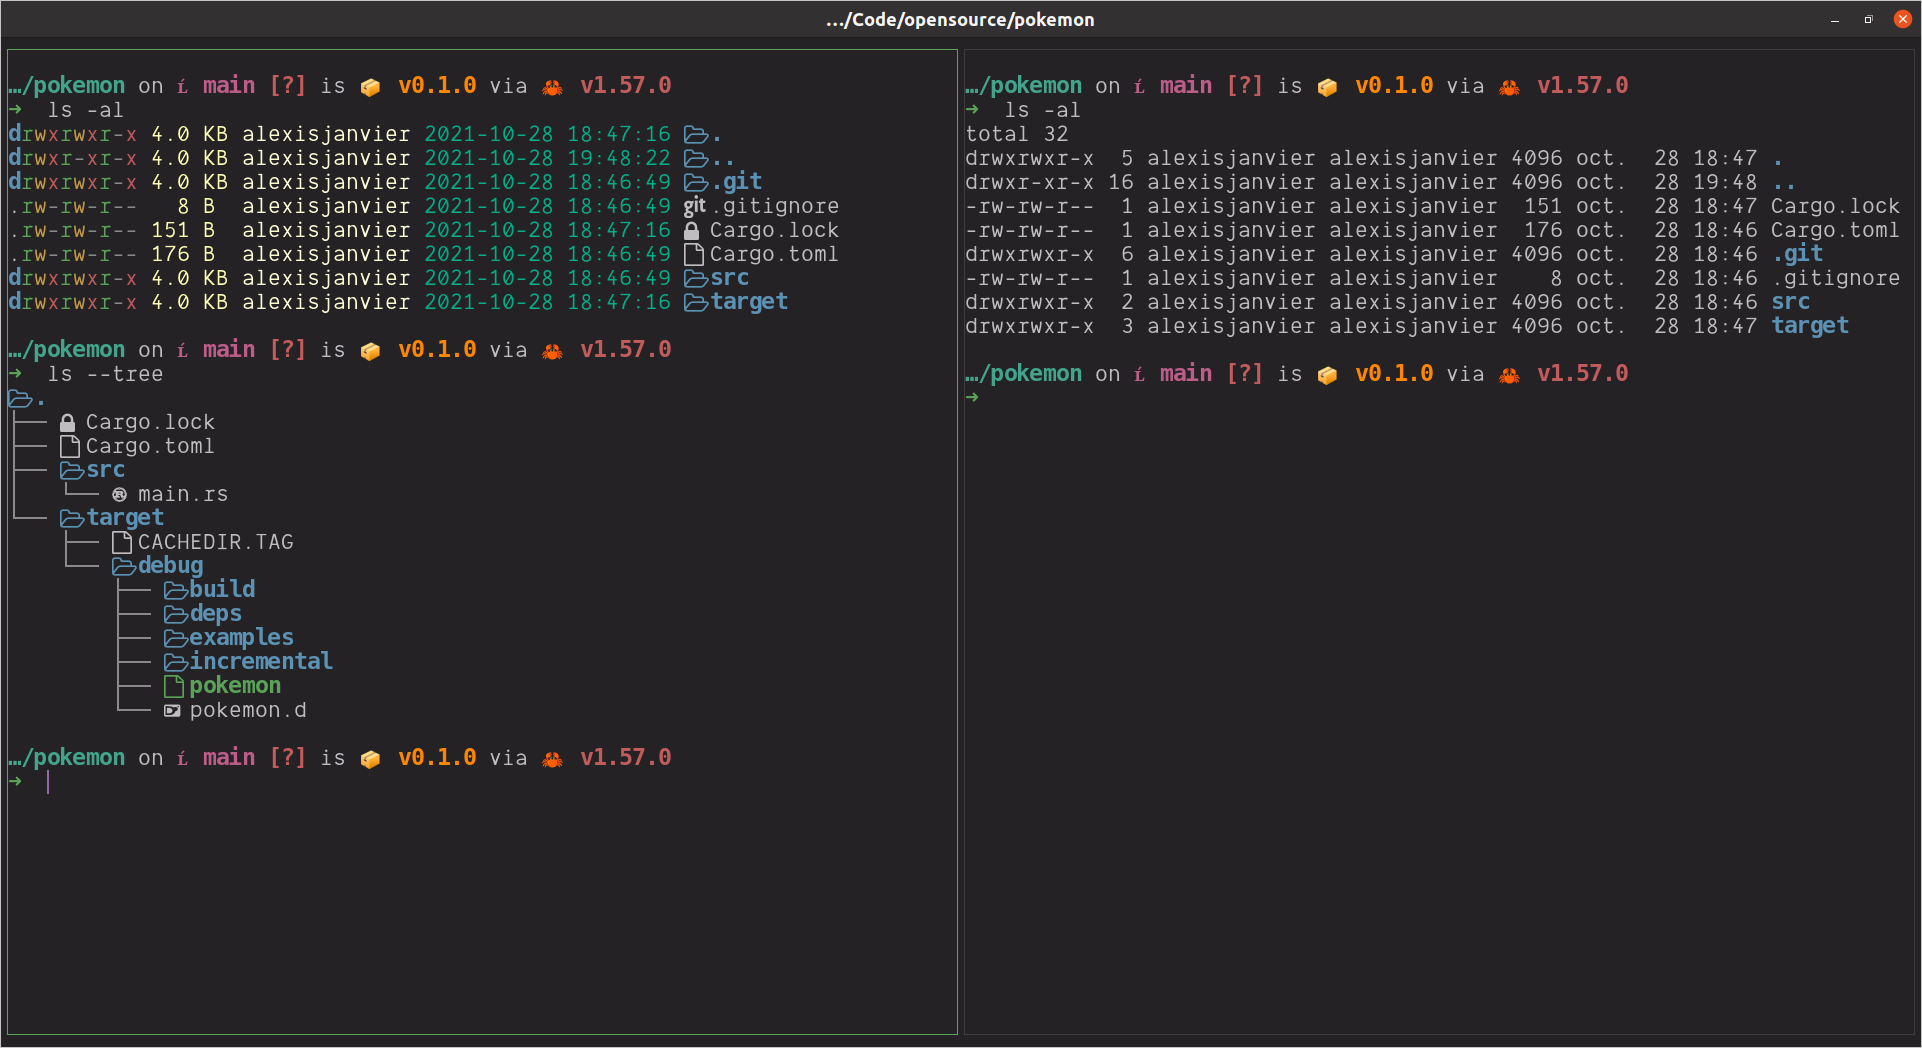 .../Code/opensource/pokemon
…/pokemon on main [?] is 📦 v0.1.0 via 🦀 v1.57.0
➜ ls -al
drwxrwxr-x 4.0 KB alexisjanvier 2021-10-28 18:47:16 .
drwxr-xr-x 4.0 KB alexisjanvier 2021-10-28 19:48:22 ..
drwxrwxr-x 4.0 KB alexisjanvier 2021-10-28 18:46:49 .git
.rw-rw-r-- 8 B alexisjanvier 2021-10-28 18:46:49 git .gitignore
.rw-rw-r-- 151 B alexisjanvier 2021-10-28 18:47:16 Cargo.lock
.rw-rw-r-- 176 B alexisjanvier 2021-10-28 18:46:49 Cargo.toml
drwxrwxr-x 4.0 KB alexisjanvier 2021-10-28 18:46:49 src
drwxrwxr-x 4.0 KB alexisjanvier 2021-10-28 18:47:16 target
…/pokemon on main [?] is 📦 v0.1.0 via 🦀 v1.57.0
➜ ls --tree
.
├── Cargo.lock
├── Cargo.toml
├── src
│ └── main.rs
└── target
├── CACHEDIR.TAG
└── debug
├── build
├── deps
├── examples
├── incremental
├── pokemon
└── pokemon.d
…/pokemon on main [?] is 📦 v0.1.0 via 🦀 v1.57.0
➜
…/pokemon on main [?] is 📦 v0.1.0 via 🦀 v1.57.0
➜ ls -al
total 32
drwxrwxr-x 5 alexisjanvier alexisjanvier 4096 oct. 28 18:47 .
drwxr-xr-x 16 alexisjanvier alexisjanvier 4096 oct. 28 19:48 ..
-rw-rw-r-- 1 alexisjanvier alexisjanvier 151 oct. 28 18:47 Cargo.lock
-rw-rw-r-- 1 alexisjanvier alexisjanvier 176 oct. 28 18:46 Cargo.toml
drwxrwxr-x 6 alexisjanvier alexisjanvier 4096 oct. 28 18:46 .git
-rw-rw-r-- 1 alexisjanvier alexisjanvier 8 oct. 28 18:46 .gitignore
drwxrwxr-x 2 alexisjanvier alexisjanvier 4096 oct. 28 18:46 src
drwxrwxr-x 3 alexisjanvier alexisjanvier 4096 oct. 28 18:47 target
…/pokemon on main [?] is 📦 v0.1.0 via 🦀 v1.57.0
➜